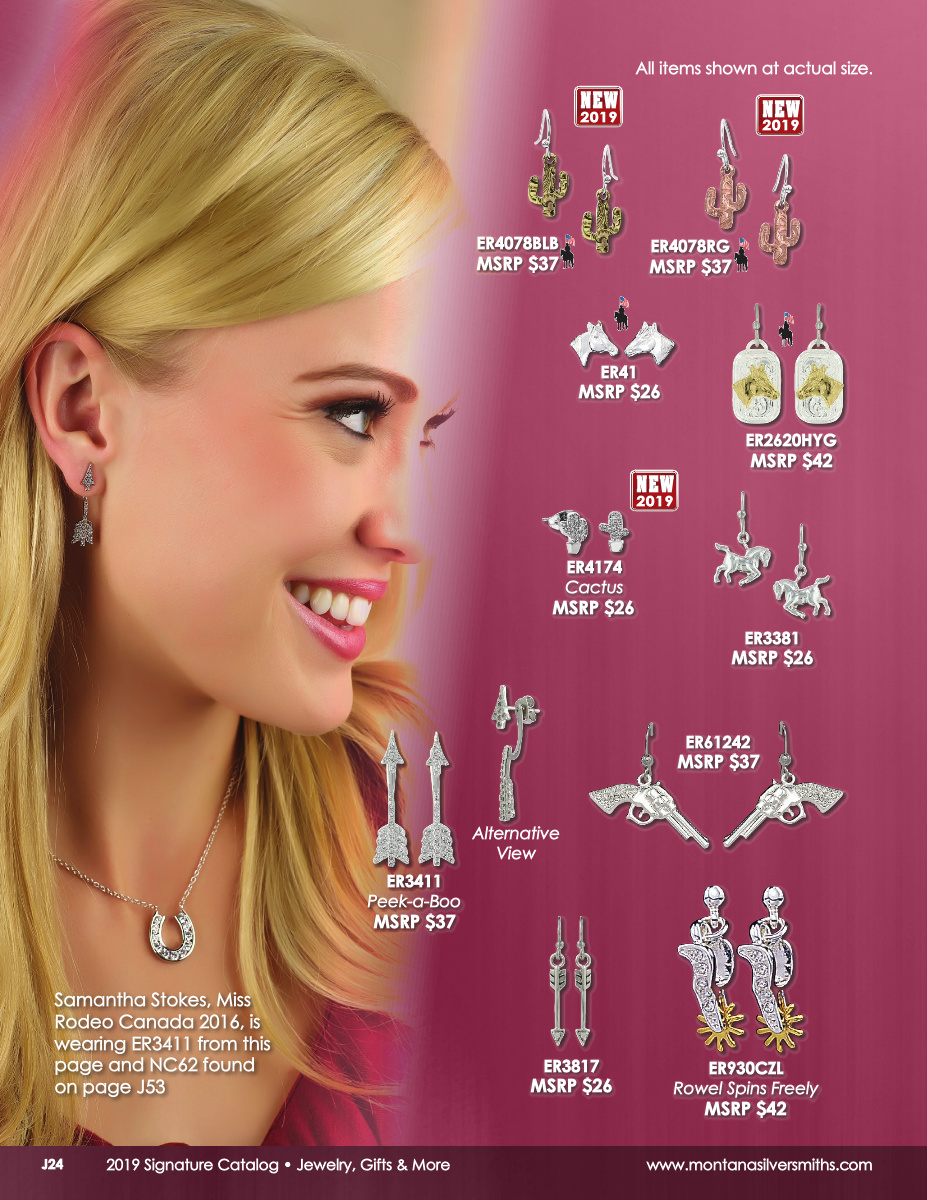 All items shown at actual size.
NEW
2019
NEW
2019
ER4078BLB
MSRP $37
ER4078RG
MSRP $37
ER41
MSRP $26
ER2620HYG
MSRP $42
NEW
2019
ER4174
Cactus
MSRP $26
ER3381
MSRP $26
ER61242
MSRP $37
Alternative
View
ER3411
Peek-a-Boo
MSRP $37
Samantha Stokes, Miss
Rodeo Canada 2016, is
wearing ER3411 from this
page and NC62 found
on page J53
ER3817
MSRP $26
ER930CZL
Rowel Spins Freely
MSRP $42
J24 2019 Signature Catalog • Jewelry, Gifts & More www.montanasilversmiths.com